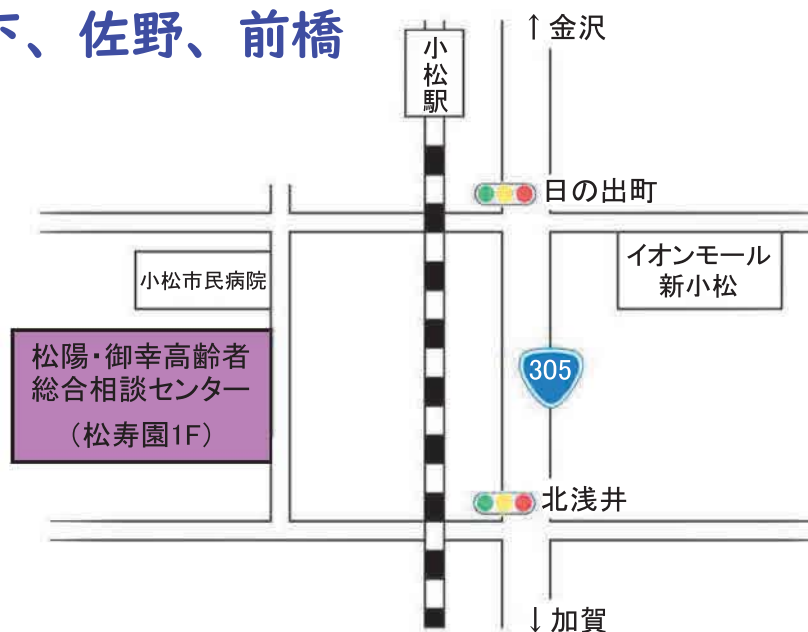 下、佐野、前橋
↑金沢
小松駅
日の出町
イオンモール
新小松
小松市民病院
松陽・御幸高齢者
総合相談センター
（松寿園1F）
305
北浅井
↓加賀